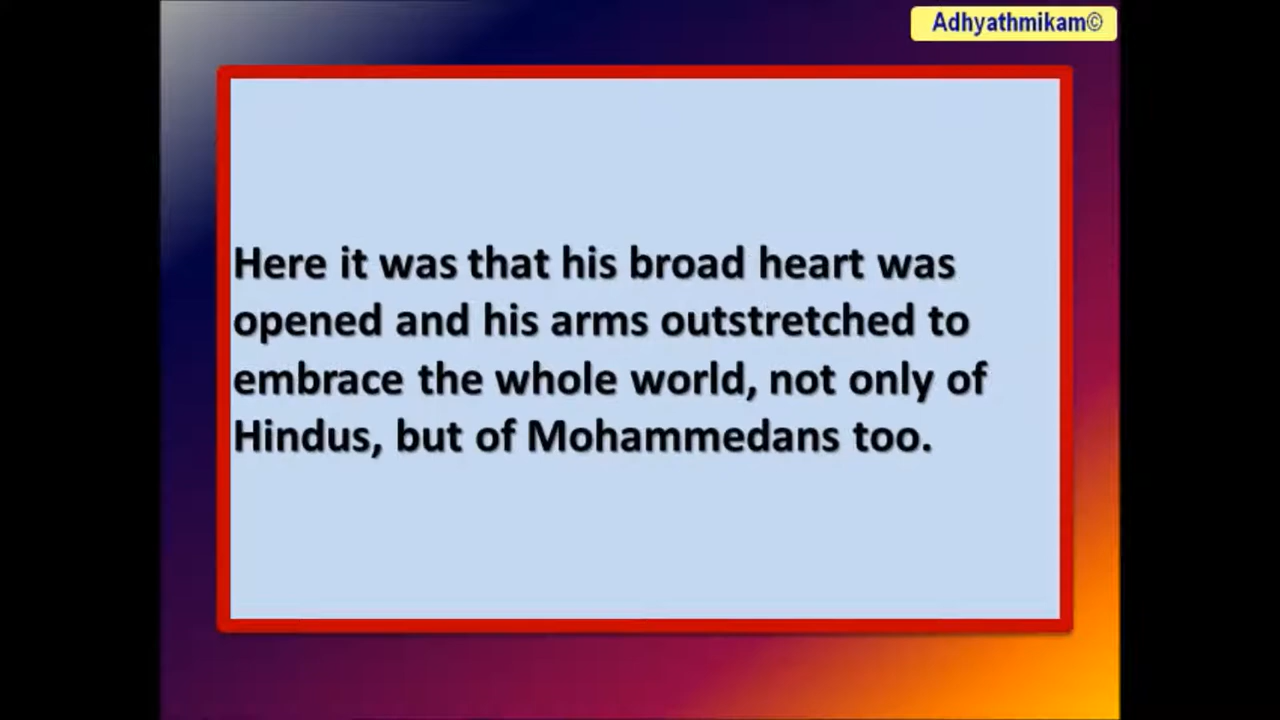 Adhyathmikam©
Here it was that his broad heart was
opened and his arms outstretched to
embrace the whole world, not only of
Hindus, but of Mohammedans too.